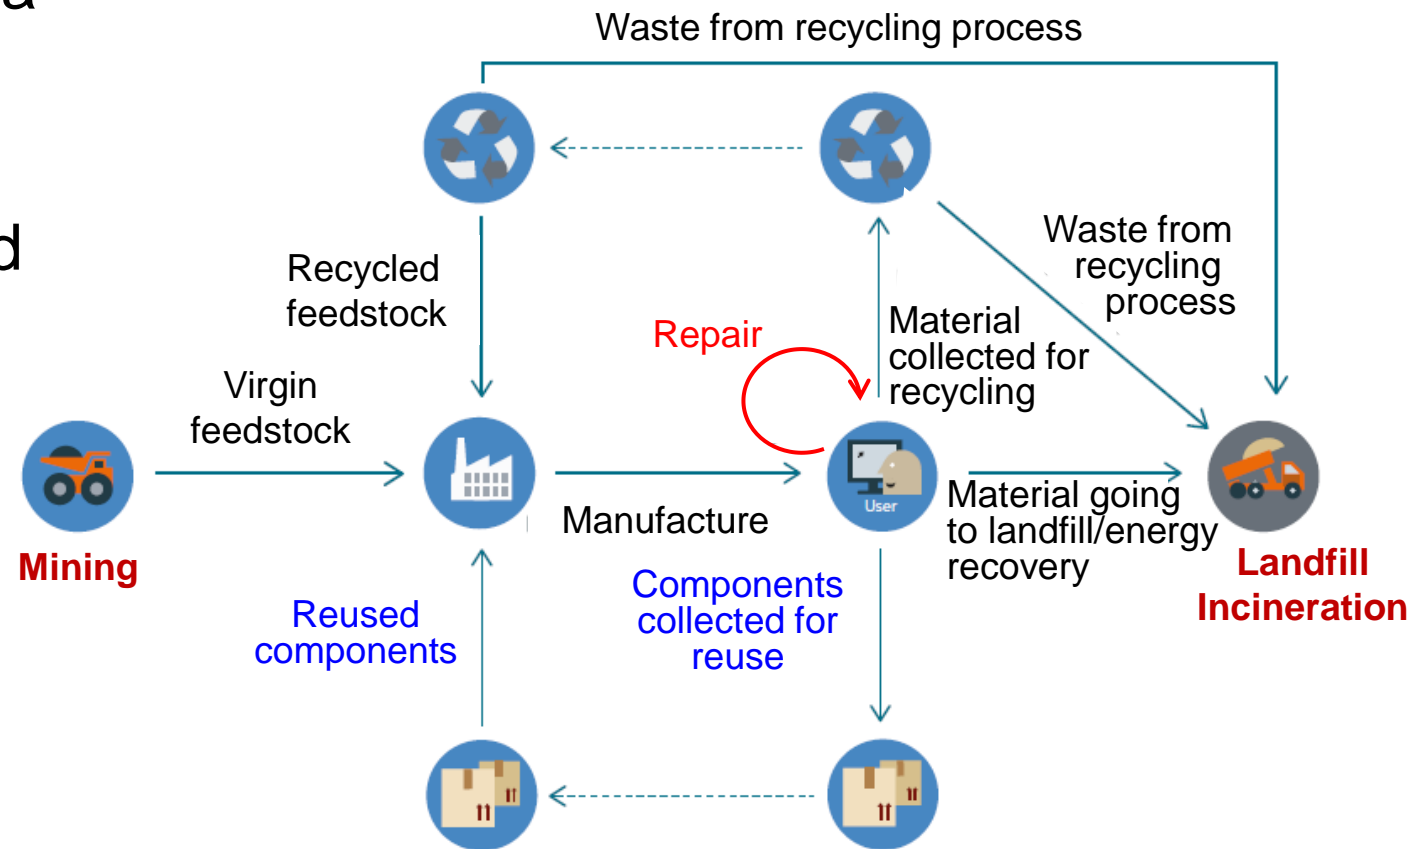 a
Waste from recycling process
d
Waste from
recycling
process
Recycled
feedstock
Material
collected for
recycling
Repair
Virgin
feedstock
User
Manufacture
Material going
to landfill/energy
recovery
Mining
Landfill
Incineration
Components
collected for
reuse
Reused
components